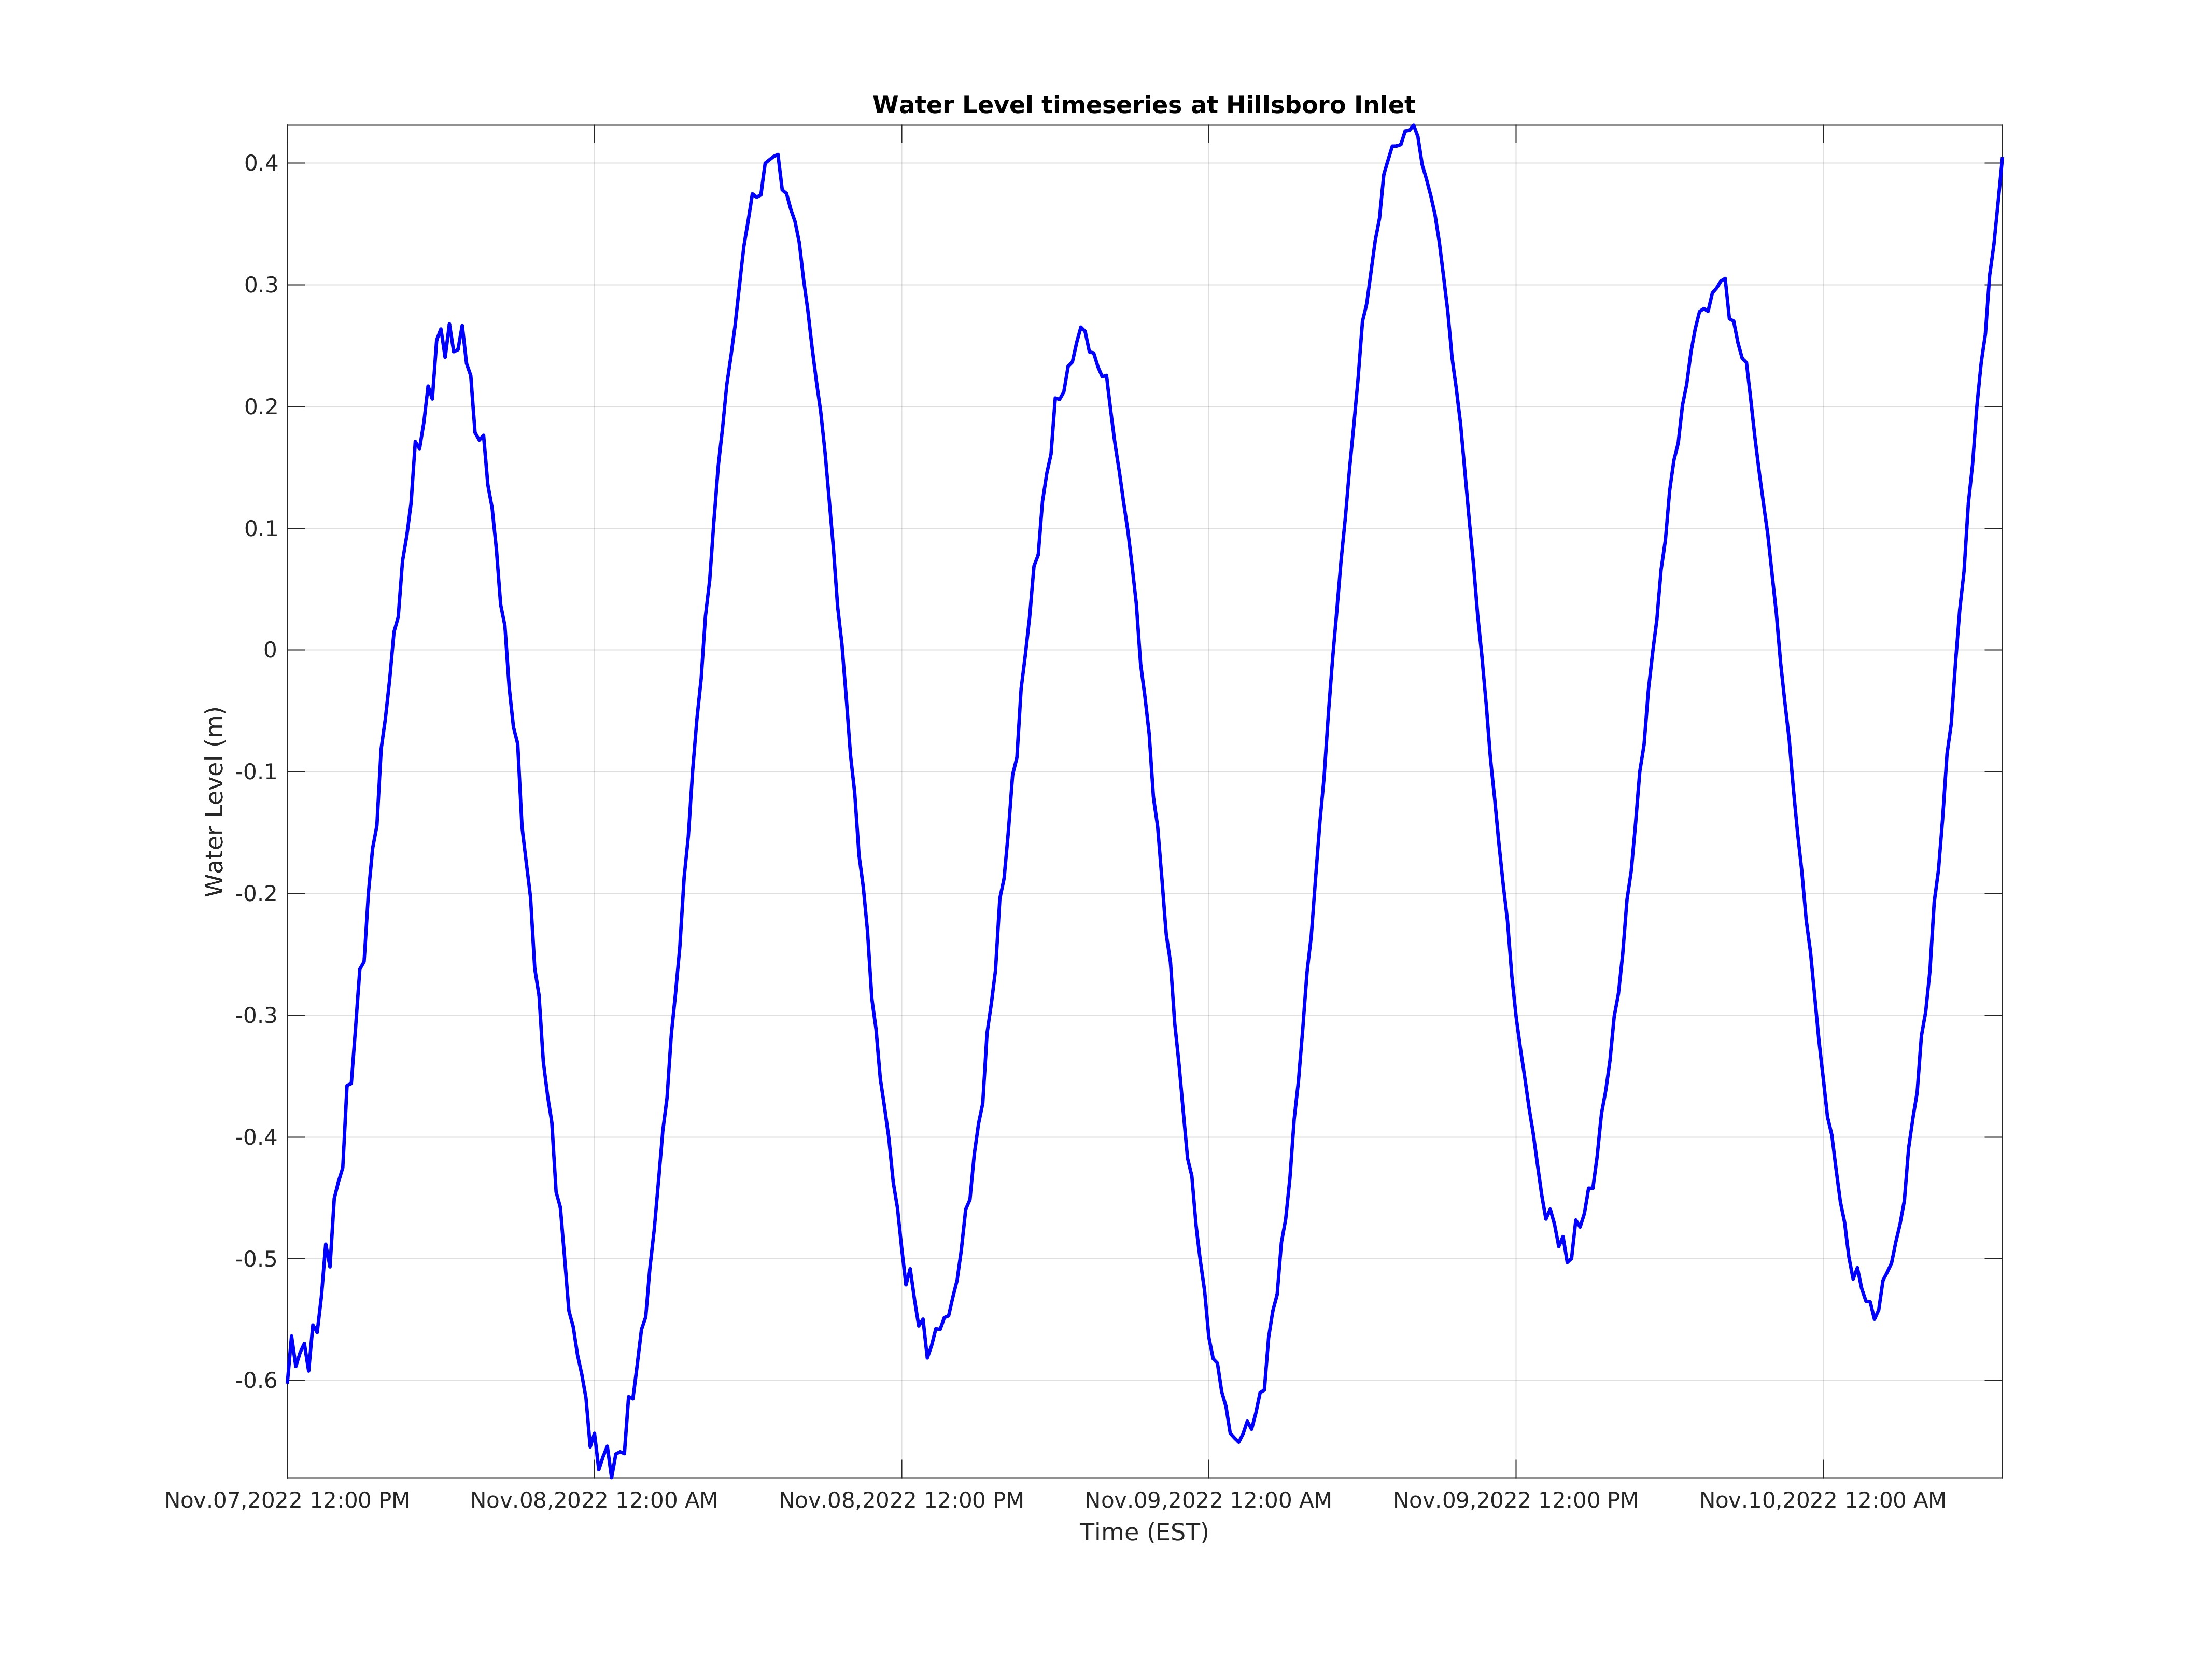 Water Level timeseries at Hillsboro Inlet
0.4
0.3
0.2
0.1
0
-0.1
-0.2
-0.3
-0.4
-0.5
-0.6
Water Level (m)
Nov.07,2022 12:00 PM
Nov.08,2022 12:00 AM
Nov.08,2022 12:00 PM
Nov.09,2022 12:00 AM
Nov.09,2022 12:00 PM
Nov.10,2022 12:00 AM
Time (EST)